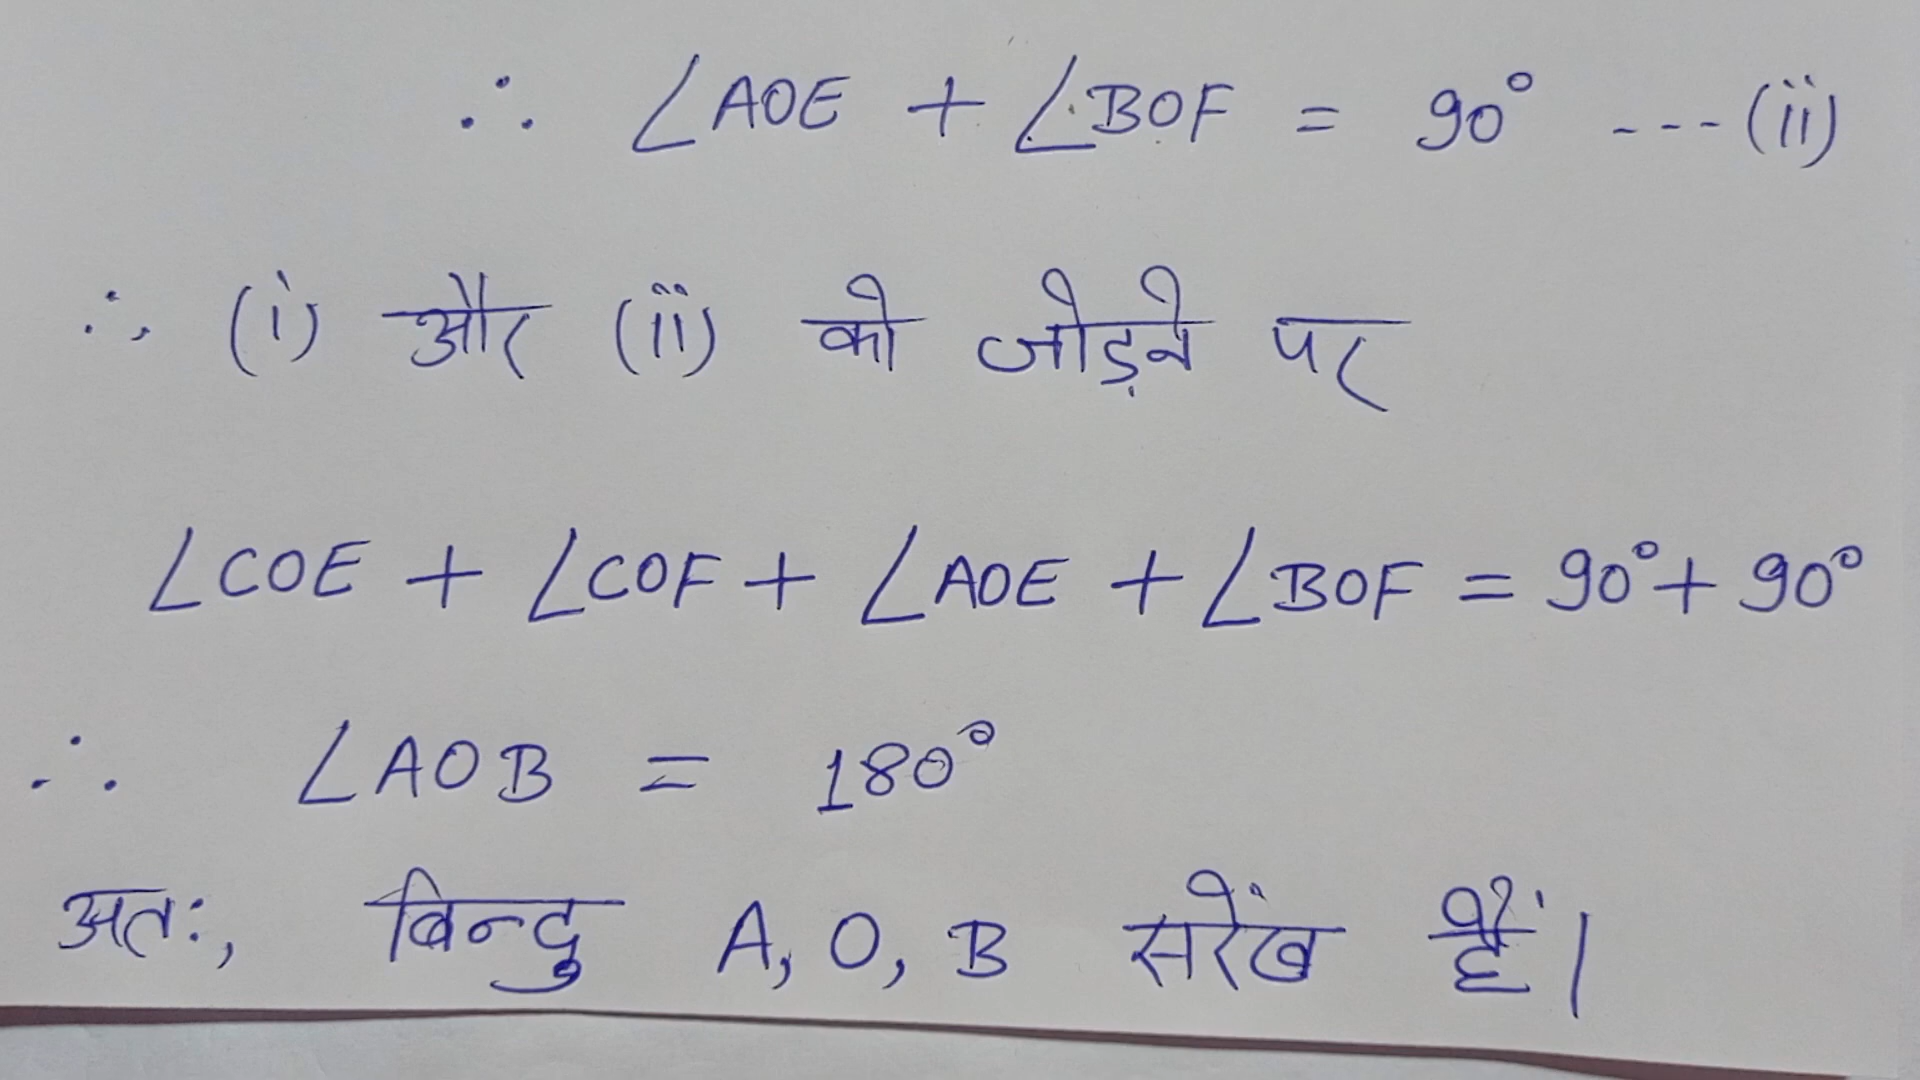 ∴ ∠AOE + ∠BOF = 90° ---(ii)
∴, (i) और (ii) को जोड़ने पर
∠COE + ∠COF + ∠AOE + ∠BOF = 90° + 90°
∴ ∠AOB = 180°
अतः, बिन्दु A, O, B सरेंख हैं।